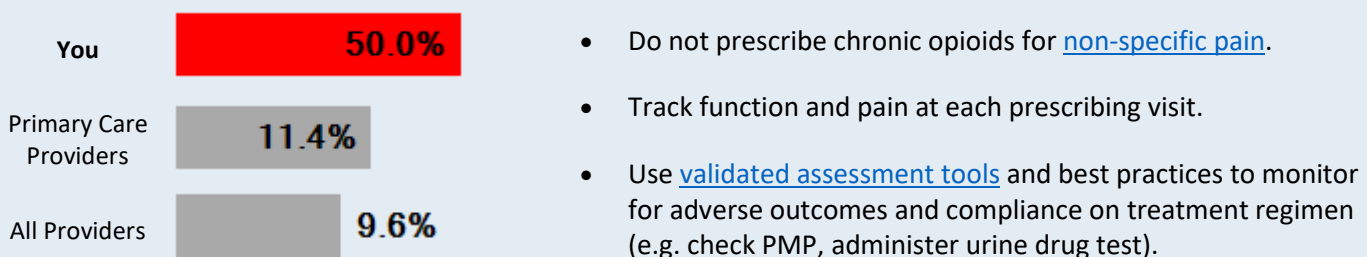 You
50.0%
Primary Care
Providers
11.4%
All Providers
9.6%
• Do not prescribe chronic opioids for non-specific pain.
• Track function and pain at each prescribing visit.
• Use validated assessment tools and best practices to monitor
for adverse outcomes and compliance on treatment regimen
(e.g. check PMP, administer urine drug test).